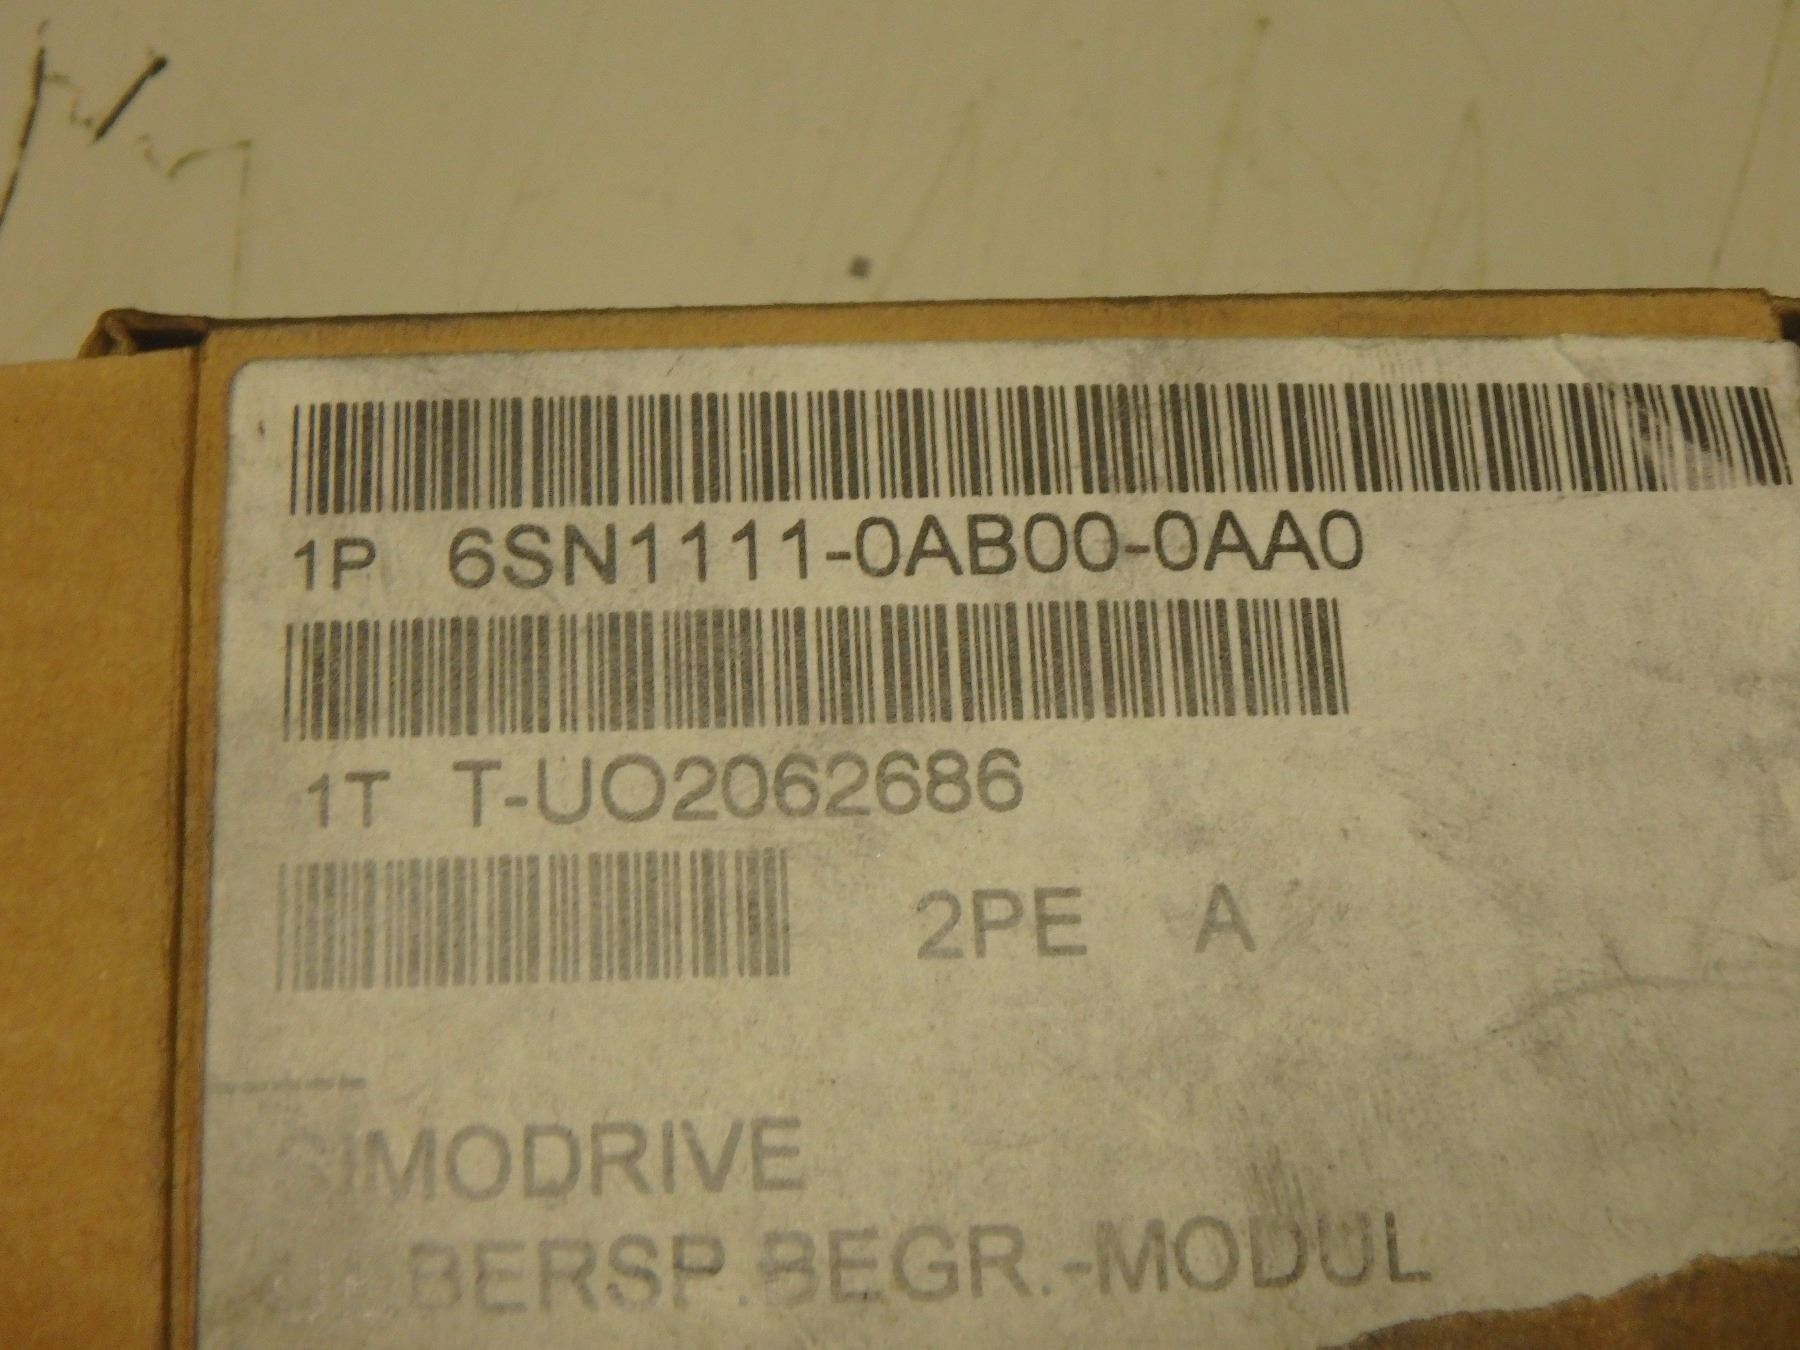 1P 6SN1111-0AB00-0AA0
1T T-UO2062686
2PE A
SIMODRIVE
BERSP.BEGR.-MODUL